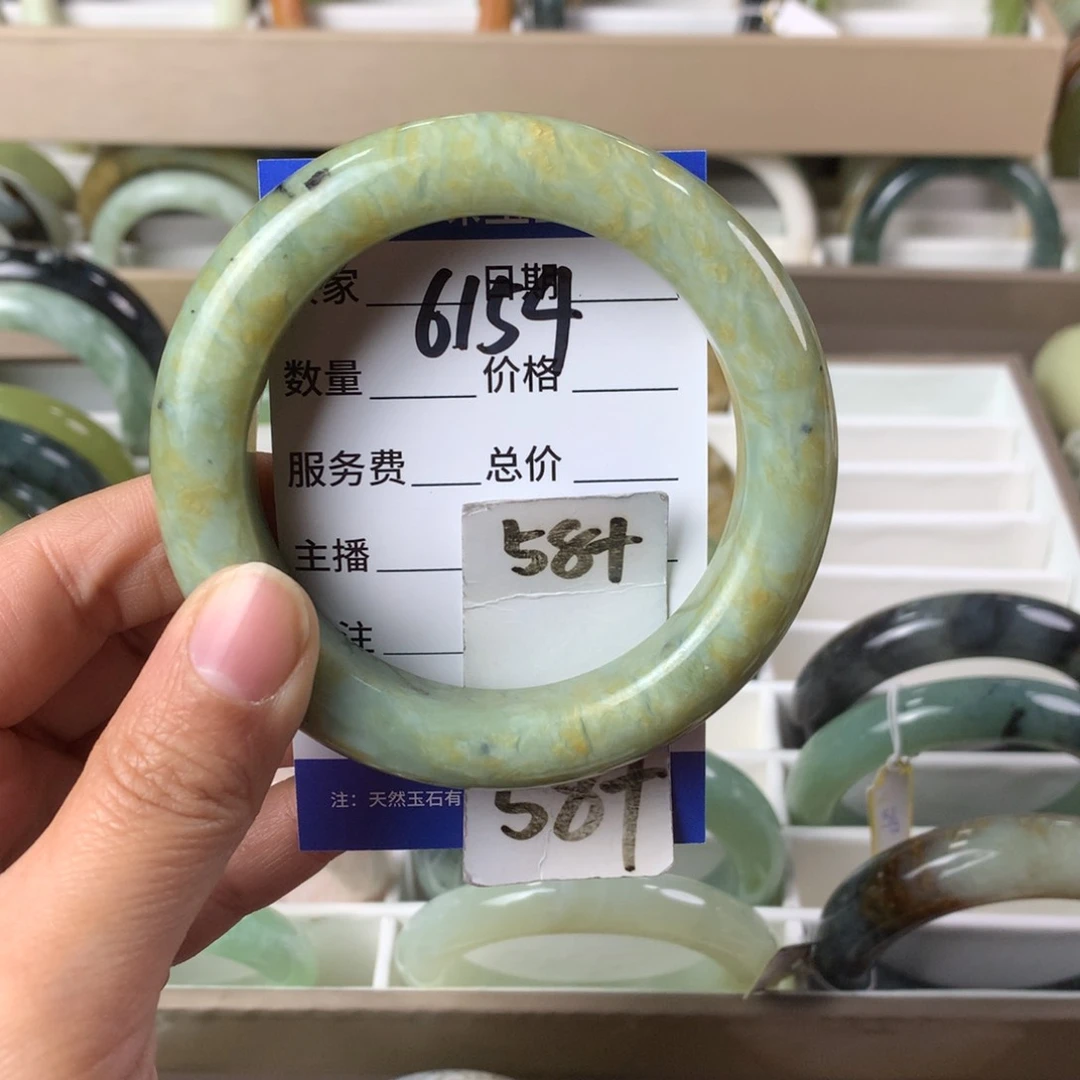 家 日期
6154
数量 价格
服务费 总价
主播
584
注
注：天然玉石有